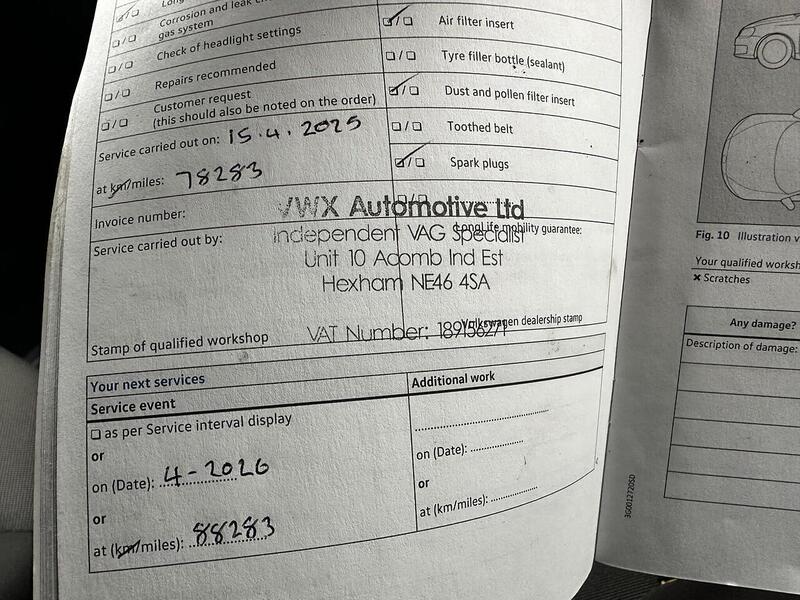 Corrosion and leak
gas system
Check of headlight settings
Repairs recommended
Customer request
(this should also be noted on the order)
Air filter insert
Tyre filler bottle (sealant)
Dust and pollen filter insert
Toothed belt
Spark plugs
Service carried out on: 15.4.2025
at km/miles: 78283
Invoice number:
Service carried out by:
LongLife mobility guarantee:
VWX Automotive Ltd
Independent VAG Specialist
Unit 10 Acomb Ind Est
Hexham NE46 4SA
VAT Number: 189156271
Stamp of qualified workshop
Volkswagen dealership stamp
Your next services
Service event
Additional work
as per Service interval display
or
on (Date): 4-2026
or
at (km/miles): 88283
on (Date):
or
at (km/miles):
Fig. 10 Illustration
Your qualified
x Scratches
Any damage?
Description of damage:
3G0012720SD